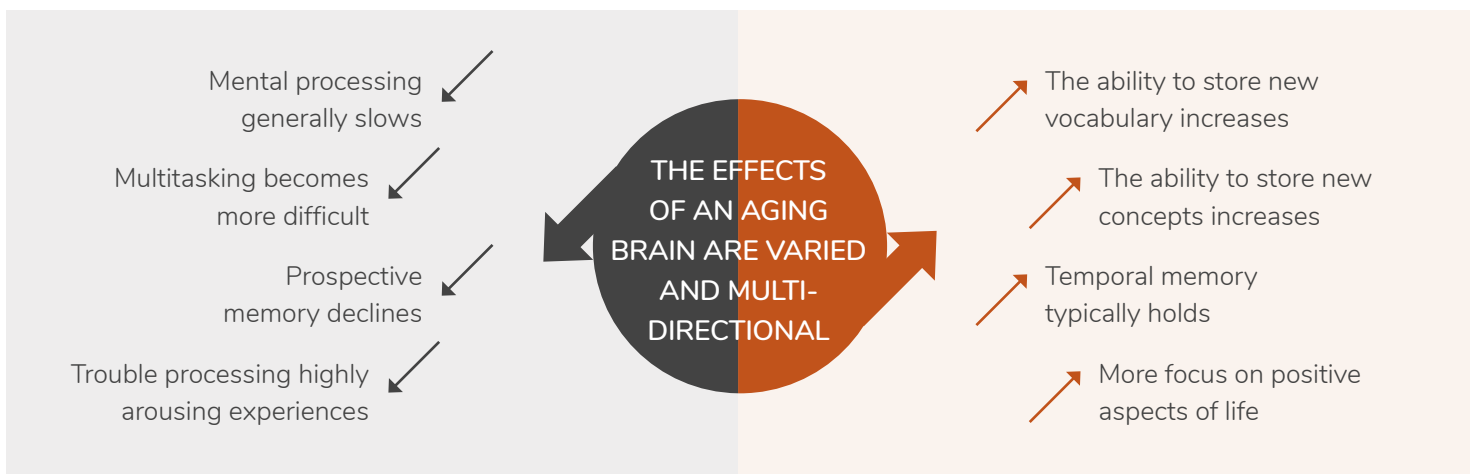 Mental processing
generally slows
Multitasking becomes
more difficult
Prospective
memory declines
Trouble processing highly
arousing experiences
THE EFFECTS
OF AN AGING
BRAIN ARE VARIED
AND MULTI-
DIRECTIONAL
The ability to store new
vocabulary increases
The ability to store new
concepts increases
Temporal memory
typically holds
More focus on positive
aspects of life